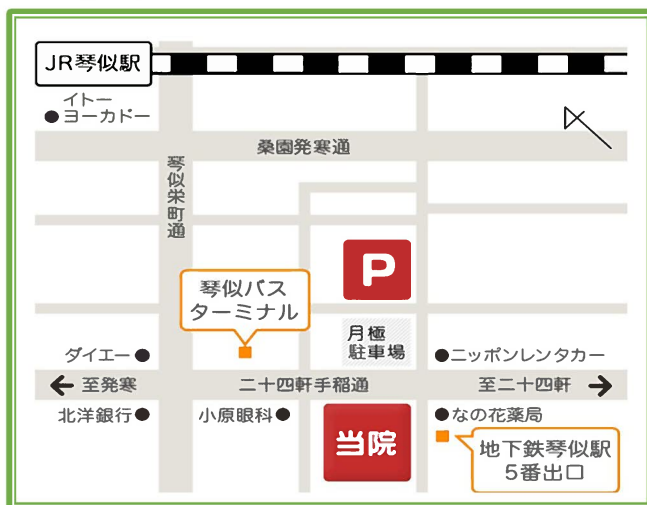 JR琴似駅
イトー
ヨーカドー
桑園発寒通
琴似栄町通
P
琴似バス
ターミナル
月極
駐車場
ダイエー
ニッポンレンタカー
至発寒
二十四軒手稲通
至二十四軒
北洋銀行
小原眼科
当院
なの花薬局
地下鉄琴似駅
5番出口